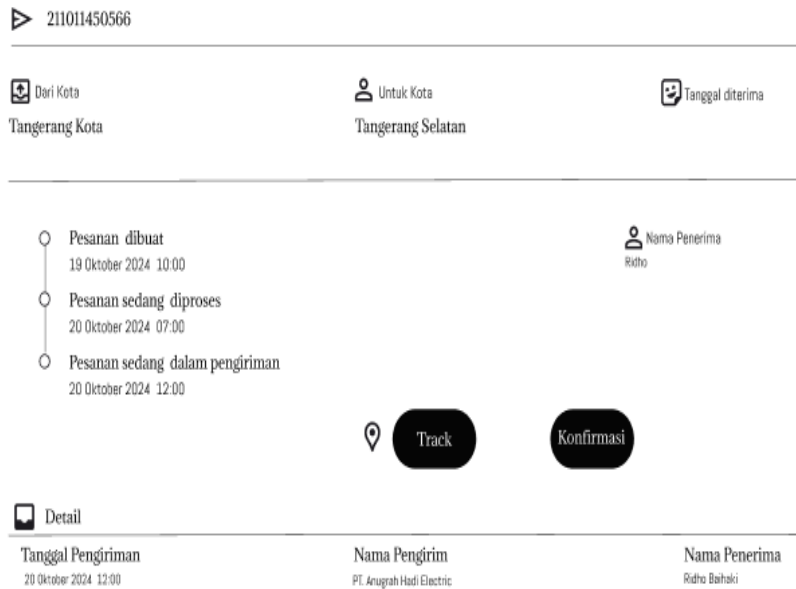 211011450566
Dari Kota
Untuk Kota
Tanggal diterima
Tangerang Kota
Tangerang Selatan
Pesanan dibuat
19 Oktober 2024 10:00
Nama Penerima
Ridho
Pesanan sedang diproses
20 Oktober 2024 07:00
Pesanan sedang dalam pengiriman
20 Oktober 2024 12:00
Track
Konfirmasi
Detail
Tanggal Pengiriman
Nama Pengirim
Nama Penerima
20 Oktober 2024 12:00
PT. Anugrah Hadi Electric
Ridho Baihaki